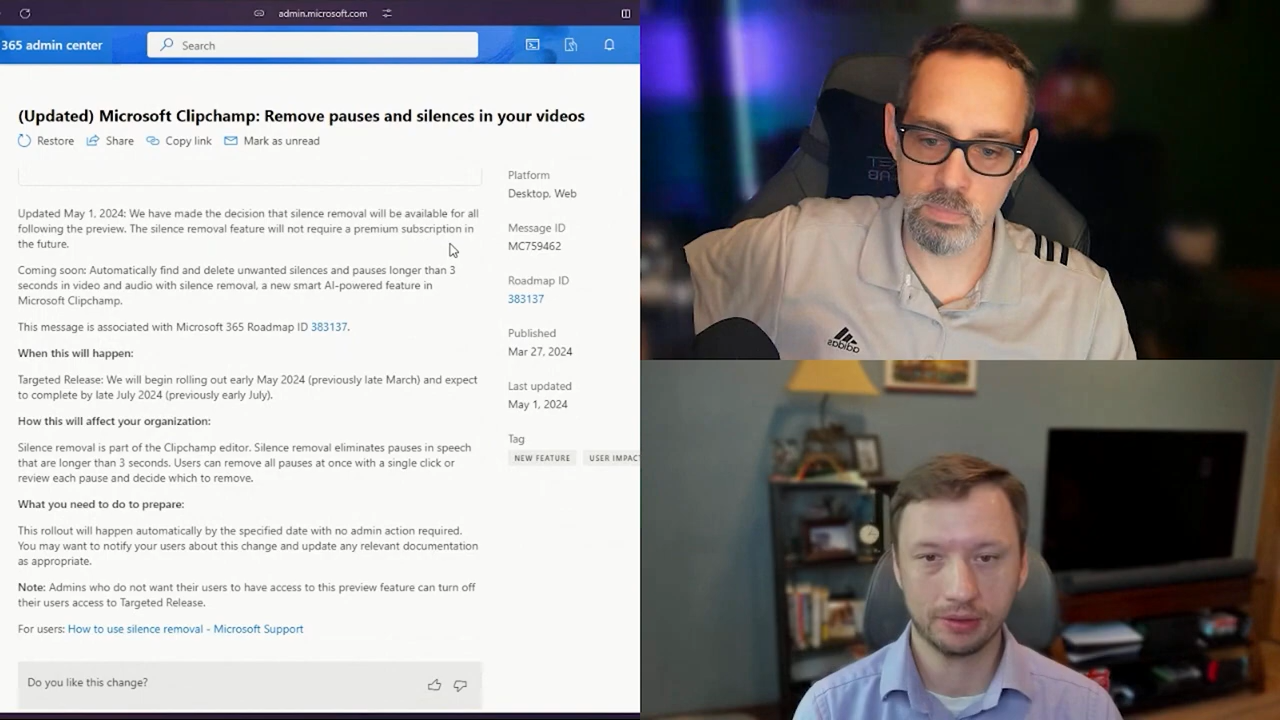 admin.microsoft.com
365 admin center
Search
(Updated) Microsoft Clipchamp: Remove pauses and silences in your videos
Restore Share Copy link Mark as unread
Updated May 1, 2024: We have made the decision that silence removal will be available for all
following the preview. The silence removal feature will not require a premium subscription in
the future.
Coming soon: Automatically find and delete unwanted silences and pauses longer than 3
seconds in video and audio with silence removal, a new smart AI-powered feature in
Microsoft Clipchamp.
This message is associated with Microsoft 365 Roadmap ID 383137.
When this will happen:
Targeted Release: We will begin rolling out early May 2024 (previously late March) and expect
to complete by late July 2024 (previously early July).
How this will affect your organization:
Silence removal is part of the Clipchamp editor. Silence removal eliminates pauses in speech
that are longer than 3 seconds. Users can remove all pauses at once with a single click or
review each pause and decide which to remove.
What you need to do to prepare:
This rollout will happen automatically by the specified date with no admin action required.
You may want to notify your users about this change and update any relevant documentation
as appropriate.
Note: Admins who do not want their users to have access to this preview feature can turn off
their users access to Targeted Release.
For users: How to use silence removal - Microsoft Support
Do you like this change?
Platform
Desktop, Web
Message ID
MC759462
Roadmap ID
383137
Published
Mar 27, 2024
Last updated
May 1, 2024
Tag
NEW FEATURE USER IMPACT
adidas